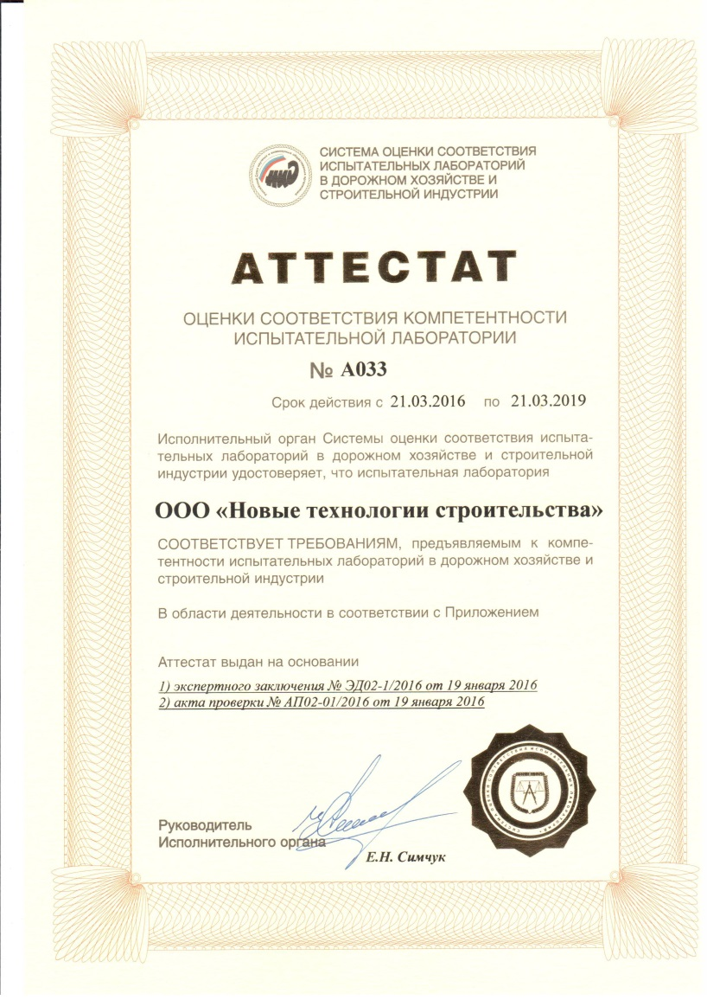 СИСТЕМА ОЦЕНКИ СООТВЕТСТВИЯ
ИСПЫТАТЕЛЬНЫХ ЛАБОРАТОРИЙ
В ДОРОЖНОМ ХОЗЯЙСТВЕ И
СТРОИТЕЛЬНОЙ ИНДУСТРИИ
АТТЕСТАТ
ОЦЕНКИ СООТВЕТСТВИЯ КОМПЕТЕНТНОСТИ
ИСПЫТАТЕЛЬНОЙ ЛАБОРАТОРИИ
№ А033
Срок действия с 21.03.2016 по 21.03.2019
Исполнительный орган Системы оценки соответствия испыта-
тельных лабораторий в дорожном хозяйстве и строительной
индустрии удостоверяет, что испытательная лаборатория
ООО «Новые технологии строительства»
СООТВЕТСТВУЕТ ТРЕБОВАНИЯМ, предъявляемым к компе-
тентности испытательных лабораторий в дорожном хозяйстве и
строительной индустрии
В области деятельности в соответствии с Приложением
Аттестат выдан на основании
1) экспертного заключения № ЭД02-1/2016 от 19 января 2016
2) акта проверки № АП02-01/2016 от 19 января 2016
Руководитель
Исполнительного органа
Е.Н. Симчук